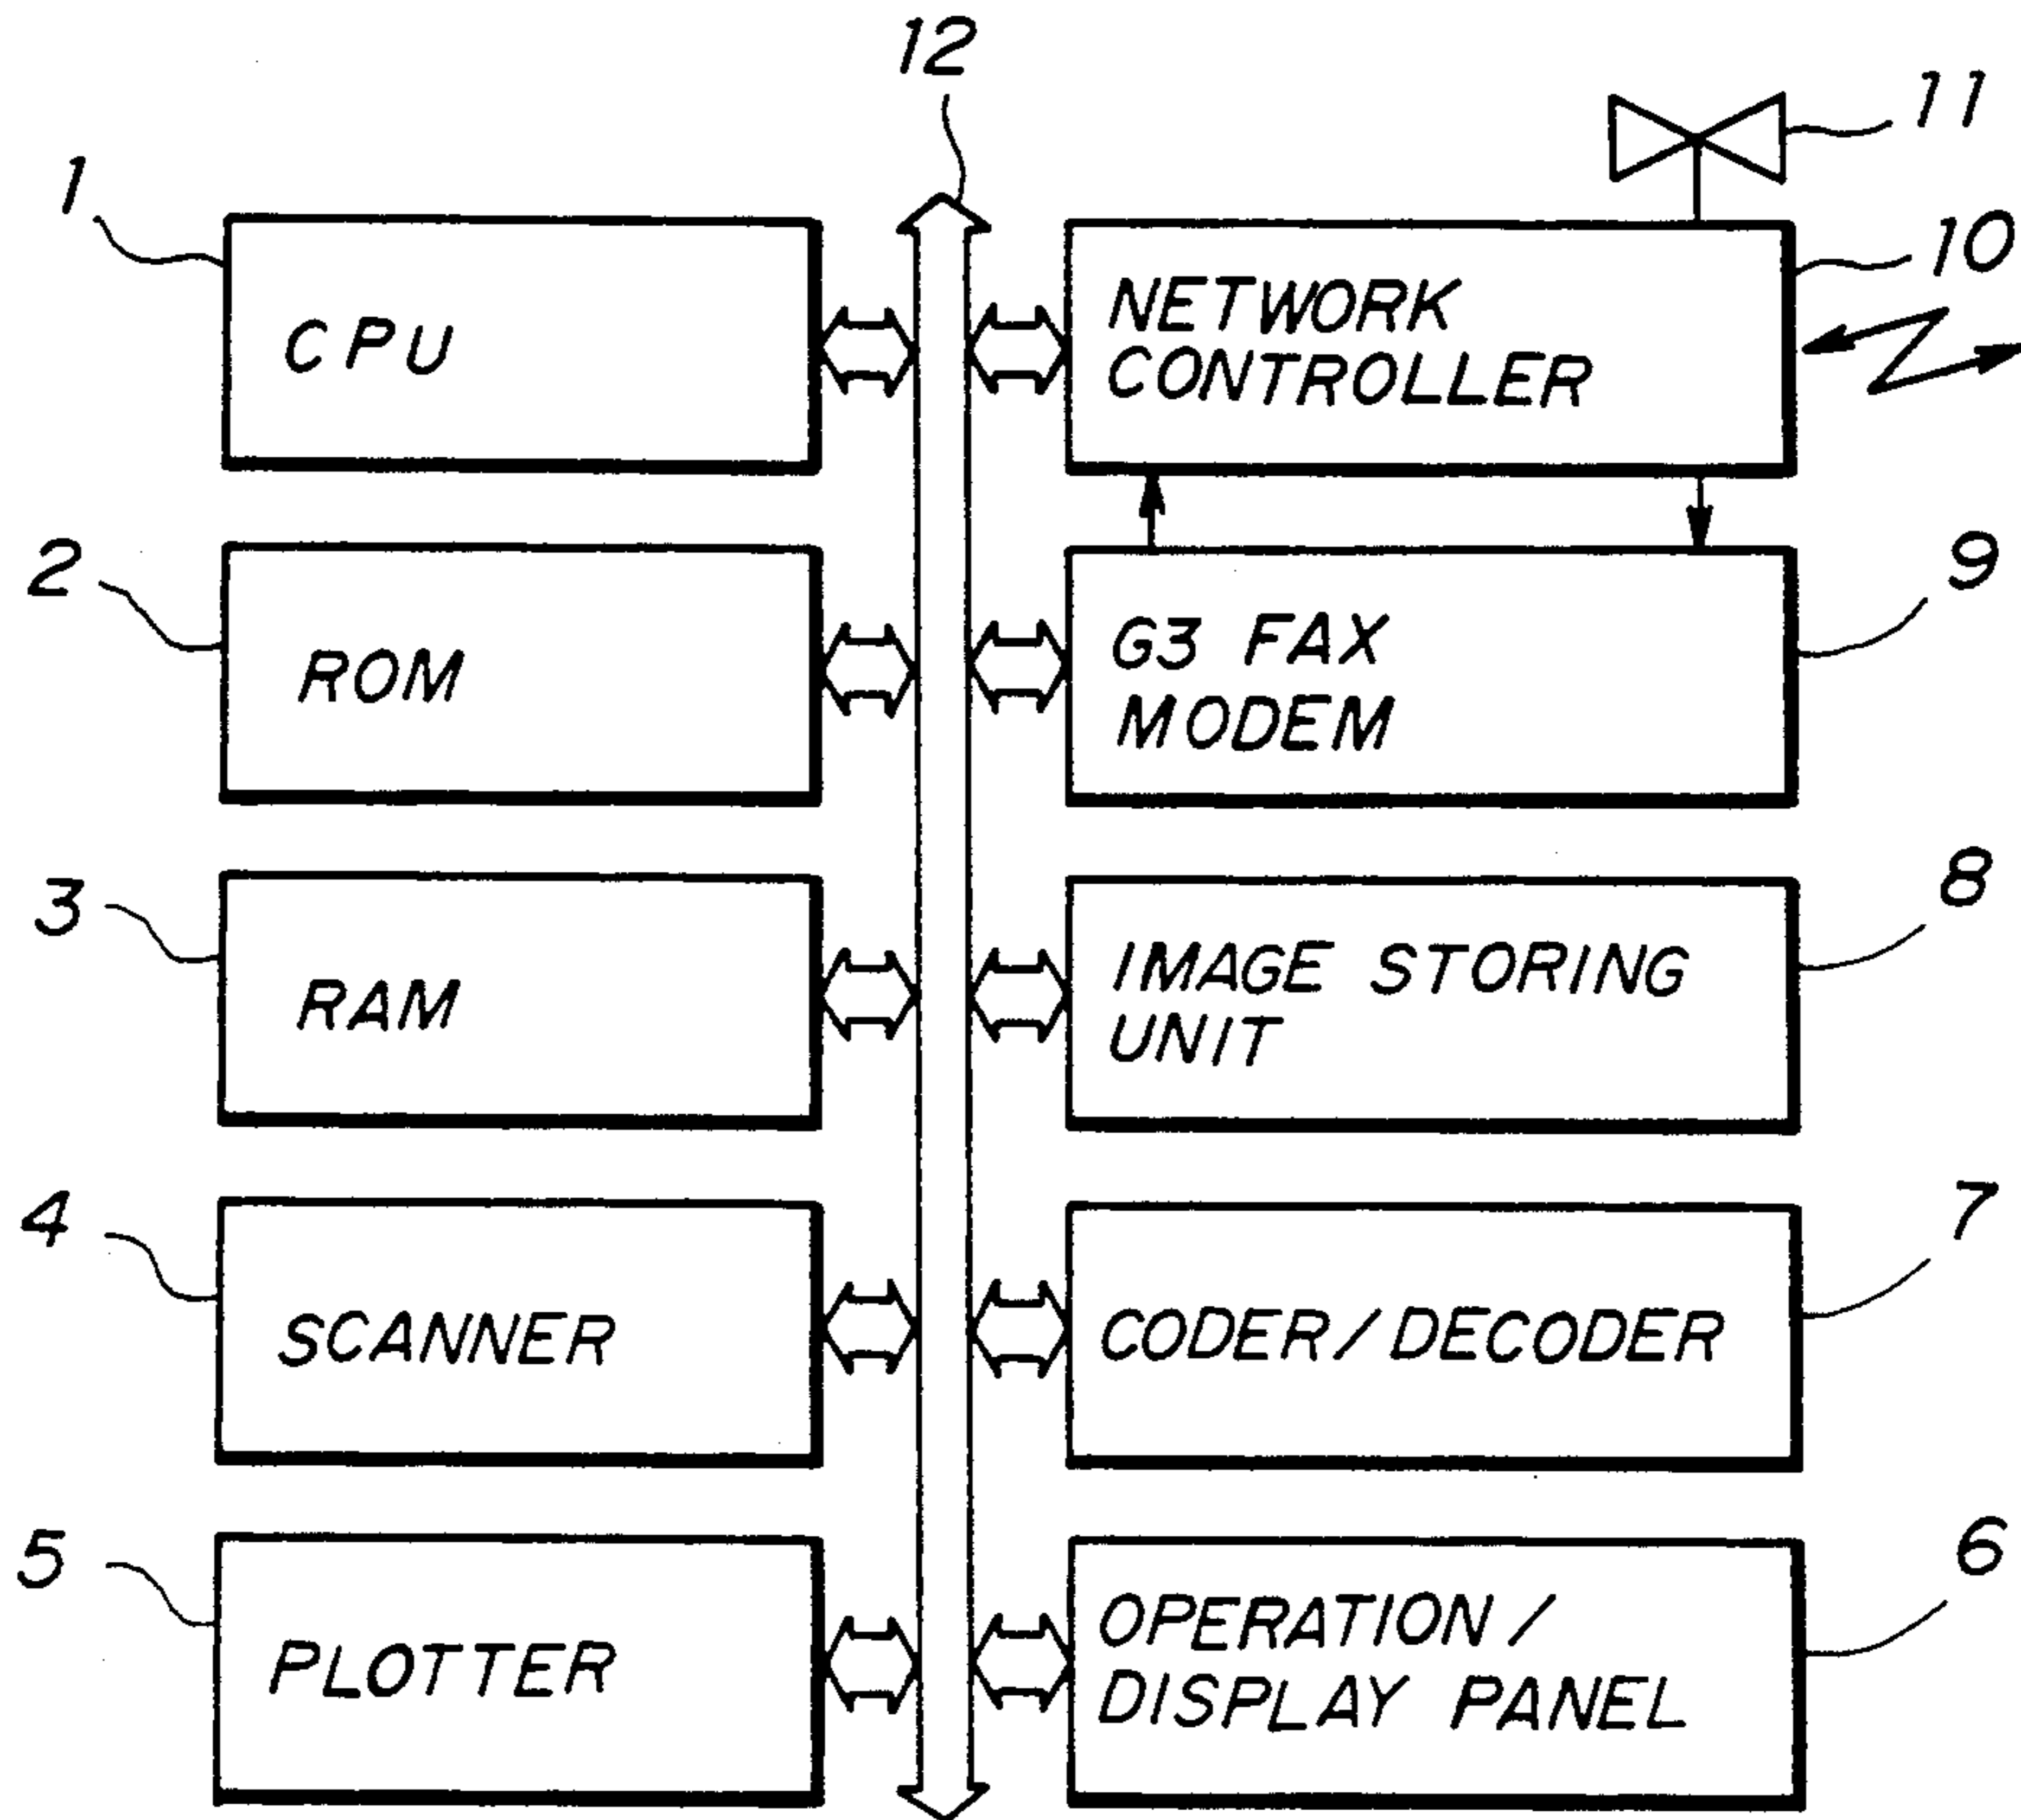 12
11
1
CPU
NETWORK
CONTROLLER
10
2
ROM
G3 FAX
MODEM
9
3
RAM
IMAGE STORING
UNIT
8
4
SCANNER
CODER/DECODER
7
5
PLOTTER
OPERATION/
DISPLAY PANEL
6